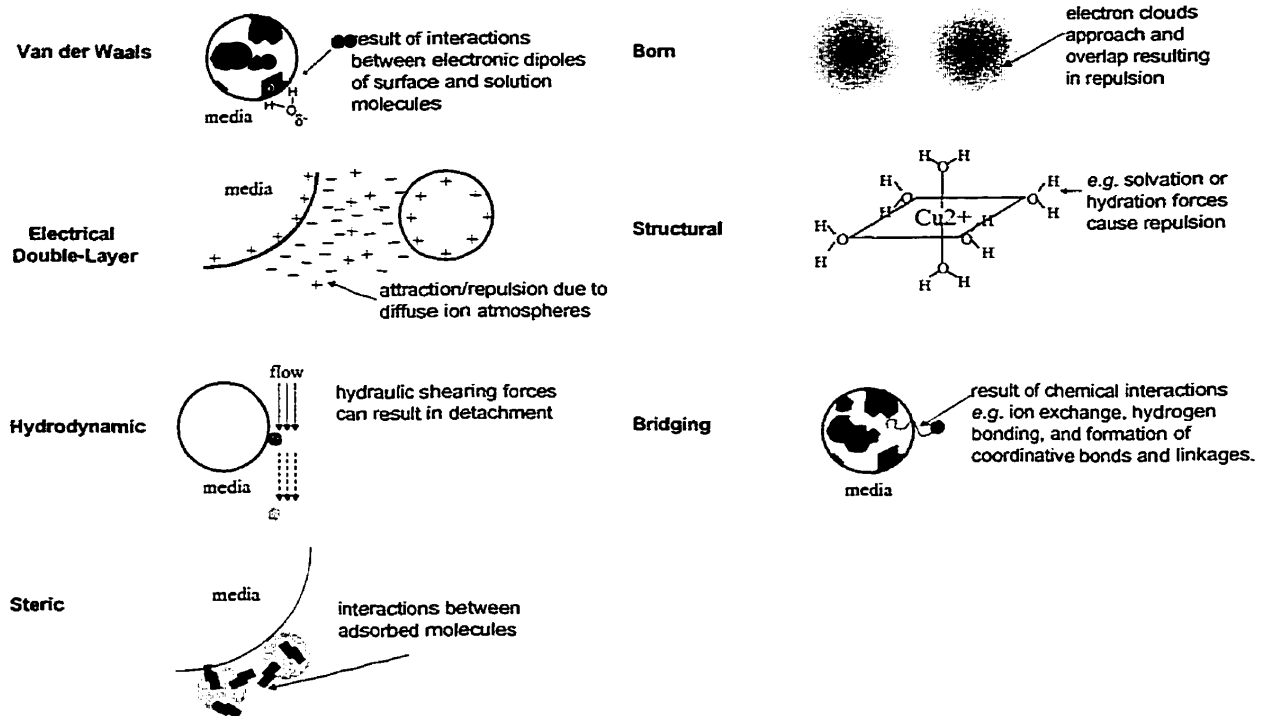 Van der Waals
result of interactions
between electronic dipoles
of surface and solution
molecules
H
H
O
δ-
media
Born
electron clouds
approach and
overlap resulting
in repulsion
Electrical
Double-Layer
media
attraction/repulsion due to
diffuse ion atmospheres
Structural
H O H
H O H
Cu2+
H O H
H O H
H O H
H O H
e.g. solvation or
hydration forces
cause repulsion
Hydrodynamic
flow
media
hydraulic shearing forces
can result in detachment
Bridging
media
result of chemical interactions
e.g. ion exchange, hydrogen
bonding, and formation of
coordinative bonds and linkages.
Steric
media
interactions between
adsorbed molecules